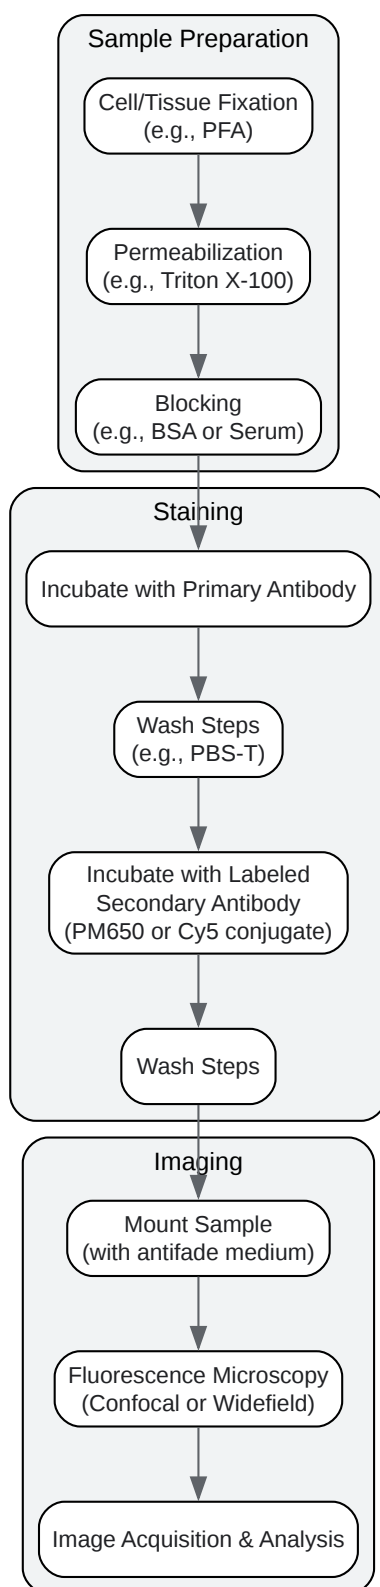 Sample Preparation
Cell/Tissue Fixation
(e.g., PFA)
Permeabilization
(e.g., Triton X-100)
Blocking
(e.g., BSA or Serum)
Staining
Incubate with Primary Antibody
Wash Steps
(e.g., PBS-T)
Incubate with Labeled
Secondary Antibody
(PM650 or Cy5 conjugate)
Wash Steps
Imaging
Mount Sample
(with antifade medium)
Fluorescence Microscopy
(Confocal or Widefield)
Image Acquisition & Analysis